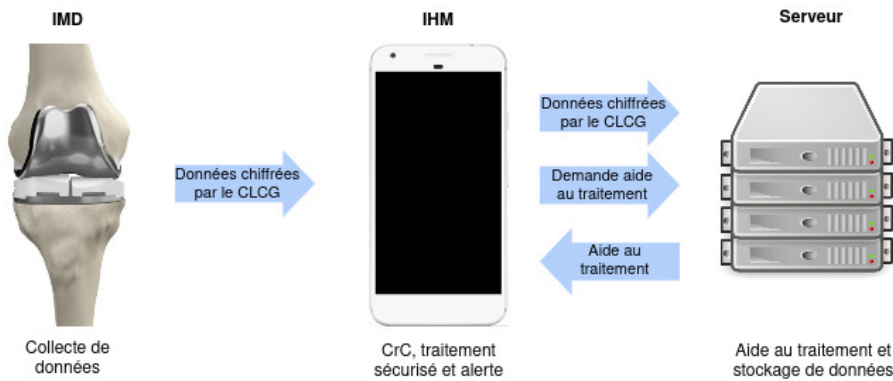 IMD
IHM
Serveur
Données chiffrées
par le CLCG
Données chiffrées
par le CLCG
Demande aide
au traitement
Aide au
traitement
Collecte de
données
CrC, traitement
sécurisé et alerte
Aide au traitement et
stockage de données